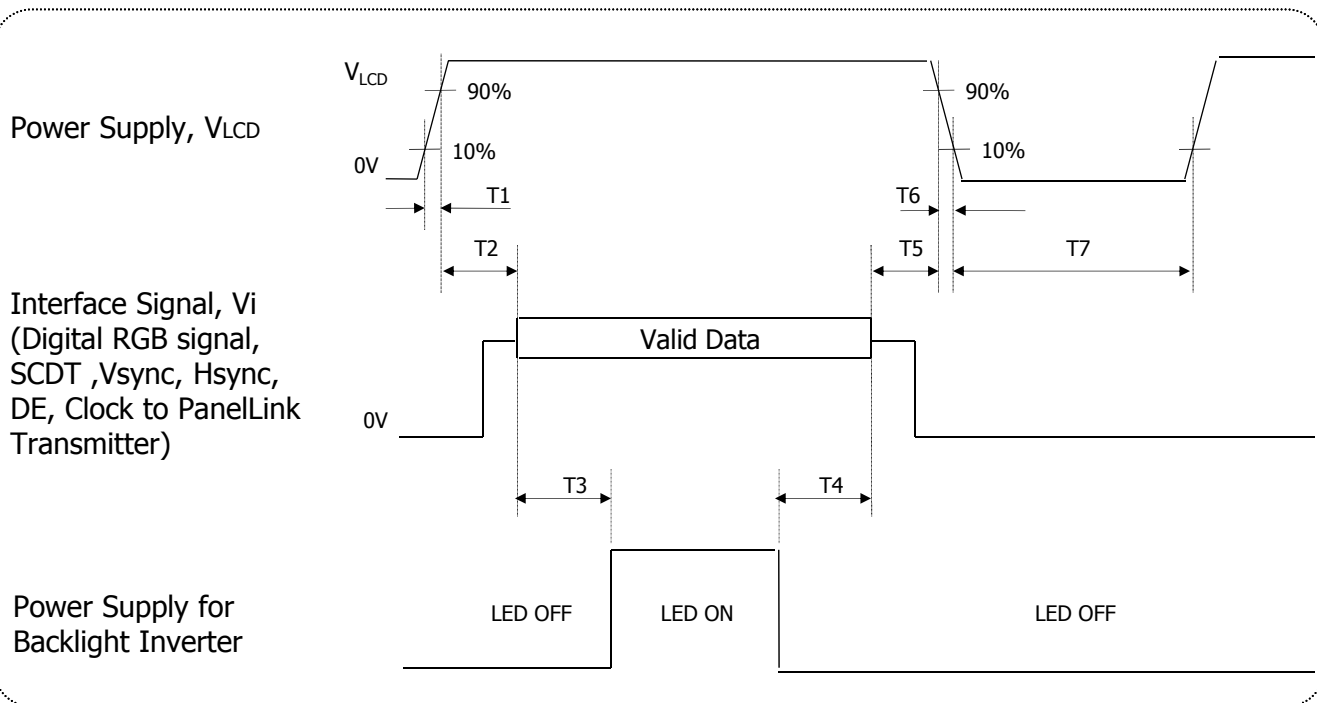 VLCD
90%
90%
Power Supply, VLCD
10%
10%
0V
T1
T6
T2
T5
T7
Interface Signal, Vi
(Digital RGB signal,
SCDT ,Vsync, Hsync,
DE, Clock to PanelLink
Transmitter)
Valid Data
0V
T3
T4
Power Supply for
Backlight Inverter
LED OFF
LED ON
LED OFF